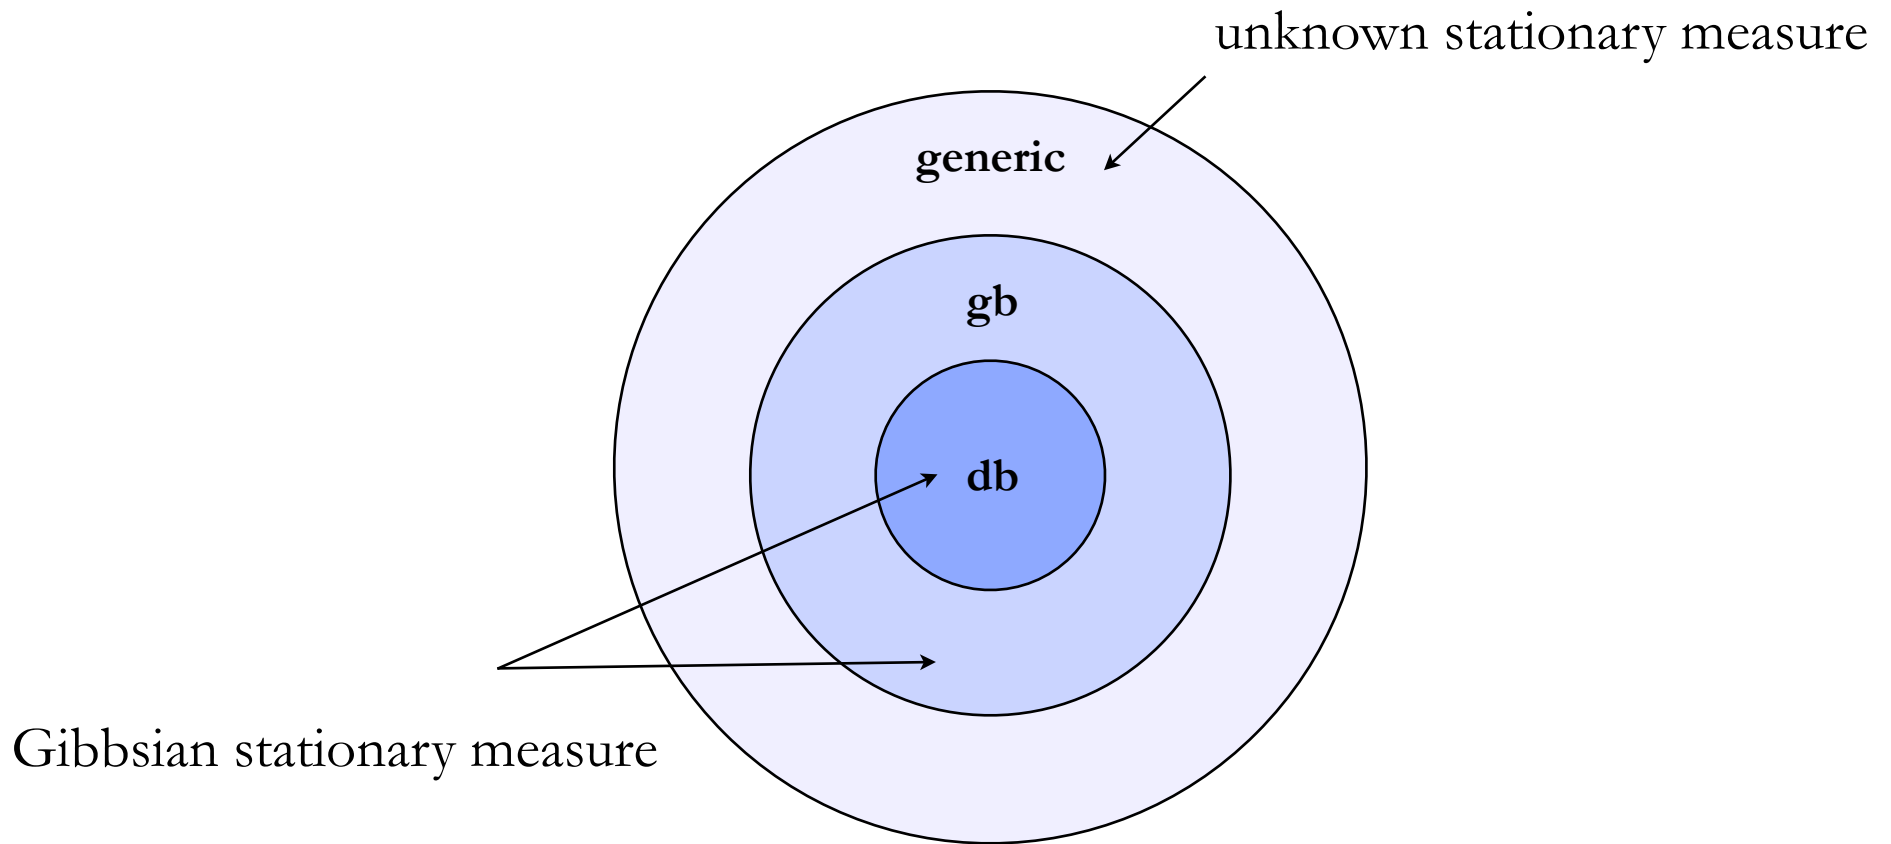 unknown stationary measure
generic
gb
db
Gibbsian stationary measure